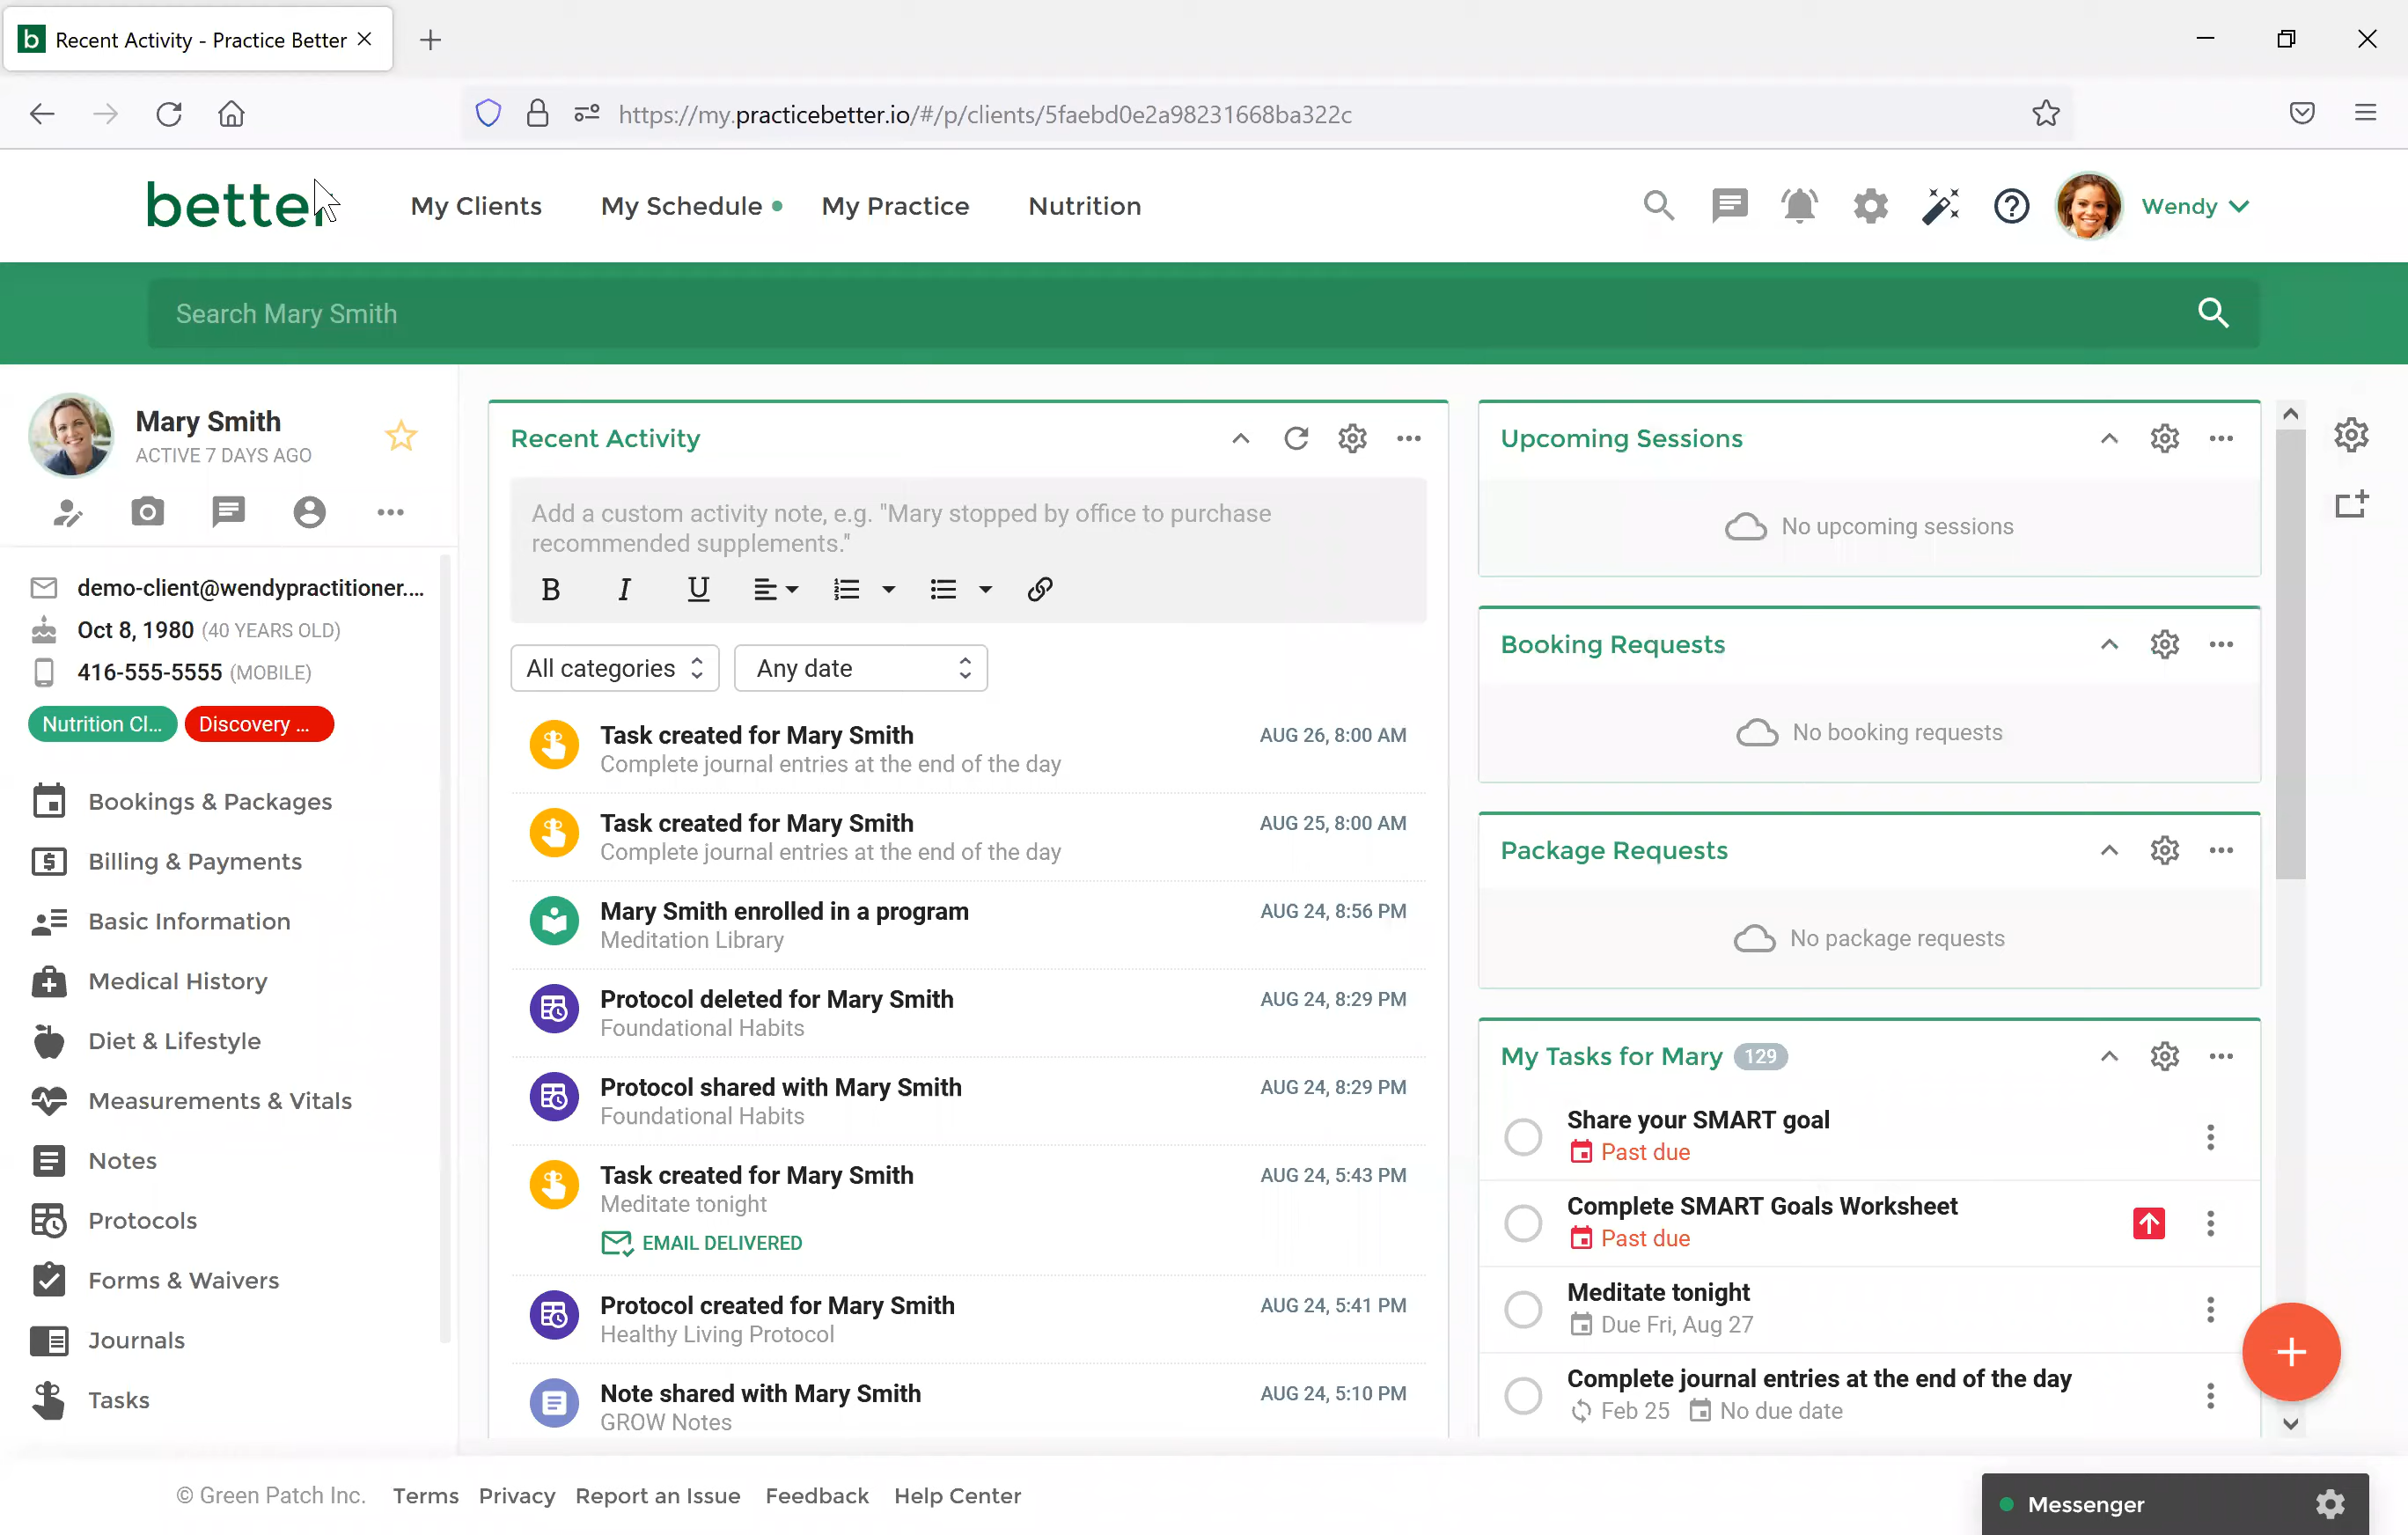 b Recent Activity - Practice Better
https://my.practicebetter.io/#/p/clients/5faebd0e2a98231668ba322c
better My Clients My Schedule My Practice Nutrition Wendy
Search Mary Smith
Mary Smith
ACTIVE 7 DAYS AGO
demo-client@wendypractitioner....
Oct 8, 1980 (40 YEARS OLD)
416-555-5555 (MOBILE)
Nutrition Cl... Discovery ...
Bookings & Packages
Billing & Payments
Basic Information
Medical History
Diet & Lifestyle
Measurements & Vitals
Notes
Protocols
Forms & Waivers
Journals
Tasks
Recent Activity
Add a custom activity note, e.g. "Mary stopped by office to purchase
recommended supplements."
B I U
All categories Any date
Task created for Mary Smith AUG 26, 8:00 AM
Complete journal entries at the end of the day
Task created for Mary Smith AUG 25, 8:00 AM
Complete journal entries at the end of the day
Mary Smith enrolled in a program AUG 24, 8:56 PM
Meditation Library
Protocol deleted for Mary Smith AUG 24, 8:29 PM
Foundational Habits
Protocol shared with Mary Smith AUG 24, 8:29 PM
Foundational Habits
Task created for Mary Smith AUG 24, 5:43 PM
Meditate tonight
EMAIL DELIVERED
Protocol created for Mary Smith AUG 24, 5:41 PM
Healthy Living Protocol
Note shared with Mary Smith AUG 24, 5:10 PM
GROW Notes
Upcoming Sessions
No upcoming sessions
Booking Requests
No booking requests
Package Requests
No package requests
My Tasks for Mary 129
Share your SMART goal
Past due
Complete SMART Goals Worksheet
Past due
Meditate tonight
Due Fri, Aug 27
Complete journal entries at the end of the day
Feb 25 No due date
© Green Patch Inc. Terms Privacy Report an Issue Feedback Help Center
Messenger